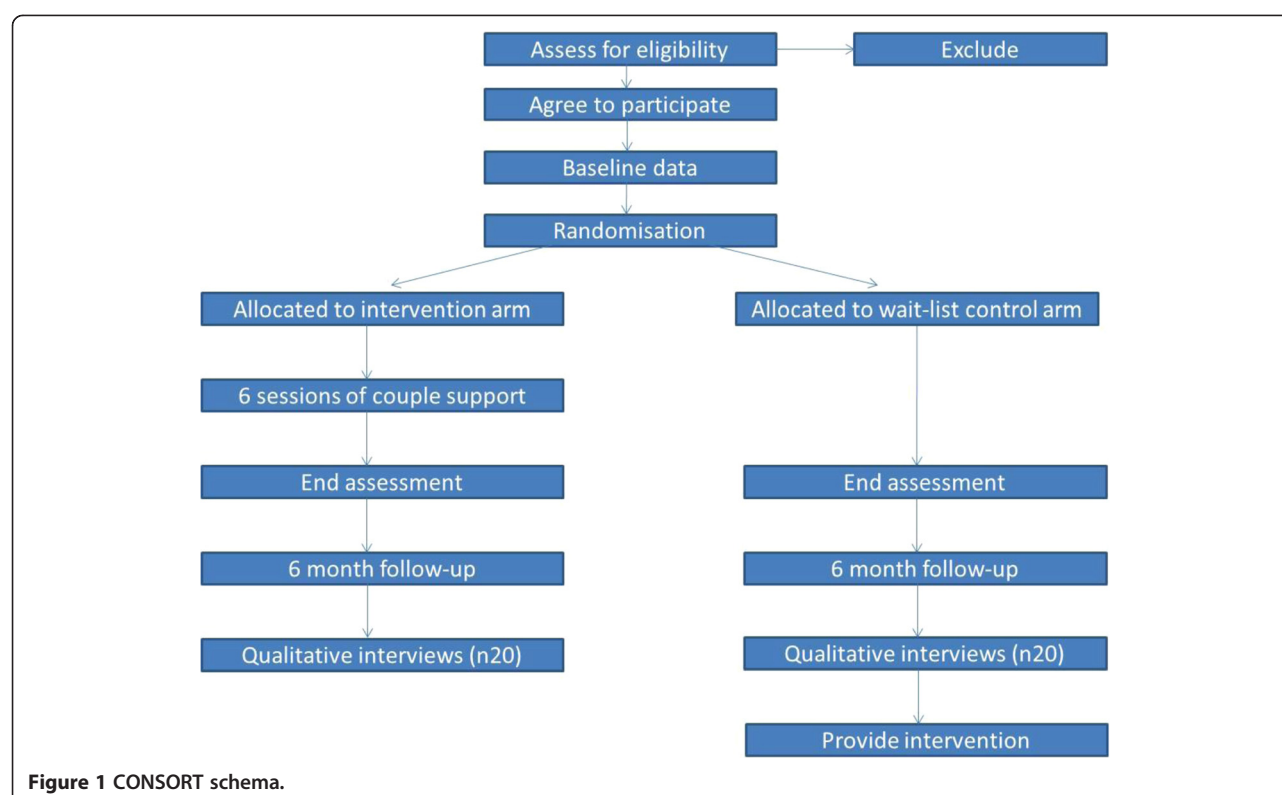 Assess for eligibility
Exclude
Agree to participate
Baseline data
Randomisation
Allocated to intervention arm
Allocated to wait-list control arm
6 sessions of couple support
End assessment
End assessment
6 month follow-up
6 month follow-up
Qualitative interviews (n20)
Qualitative interviews (n20)
Provide intervention
Figure 1 CONSORT schema.